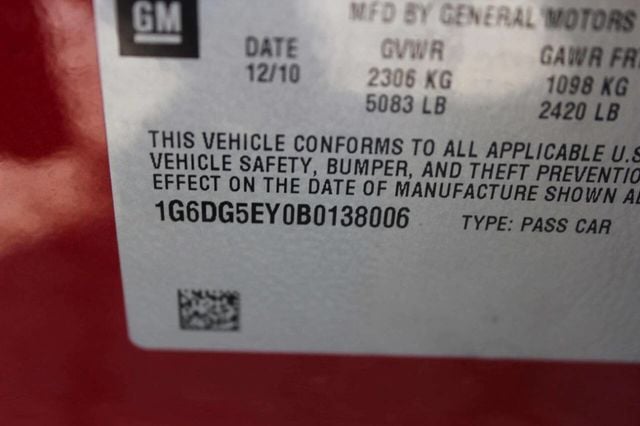 GM
MFD BY GENERAL MOTORS
DATE GVWR GAWR
12/10 2306 KG 1098 KG
5083 LB 2420 LB
THIS VEHICLE CONFORMS TO ALL APPLICABLE U.S
VEHICLE SAFETY, BUMPER, AND THEFT PREVENTIO
EFFECT ON THE DATE OF MANUFACTURE SHOWN
1G6DG5EY0B0138006 TYPE: PASS CAR